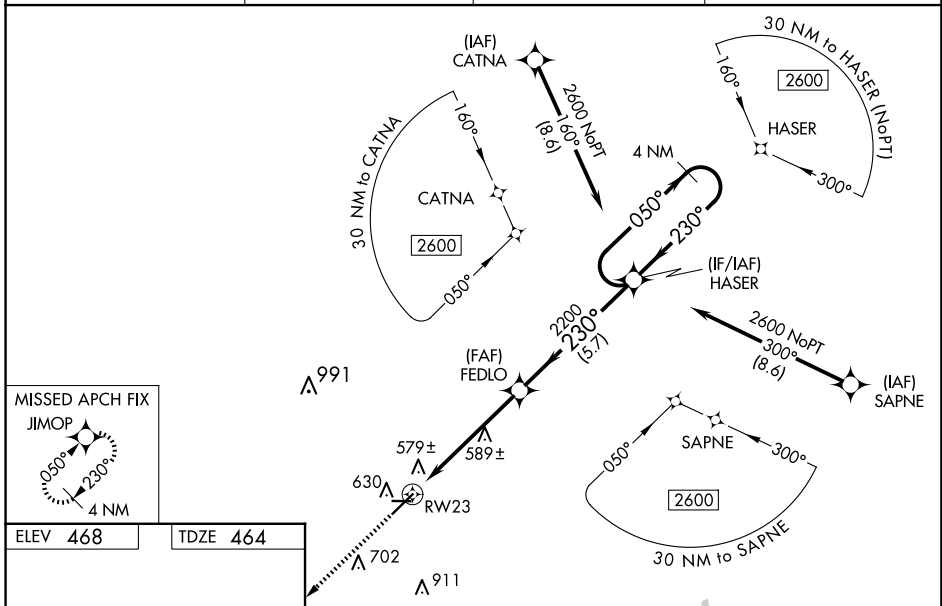 (IAF)
CATNA
2600 NoPT
160°
(8.6)
30 NM to HASER (NoPT)
160°
2600
HASER
300°
30 NM to CATNA
160°
CATNA
2600
050°
4 NM
050°
230°
(IF/IAF)
HASER
2200
230°
(5.7)
2600 NoPT
300°
(8.6)
(IAF)
SAPNE
(FAF)
FEDLO
991
579±
589±
630
RW23
702
911
050°
SAPNE
300°
2600
30 NM to SAPNE
MISSED APCH FIX
JIMOP
050°
230°
4 NM
ELEV 468
TDZE 464